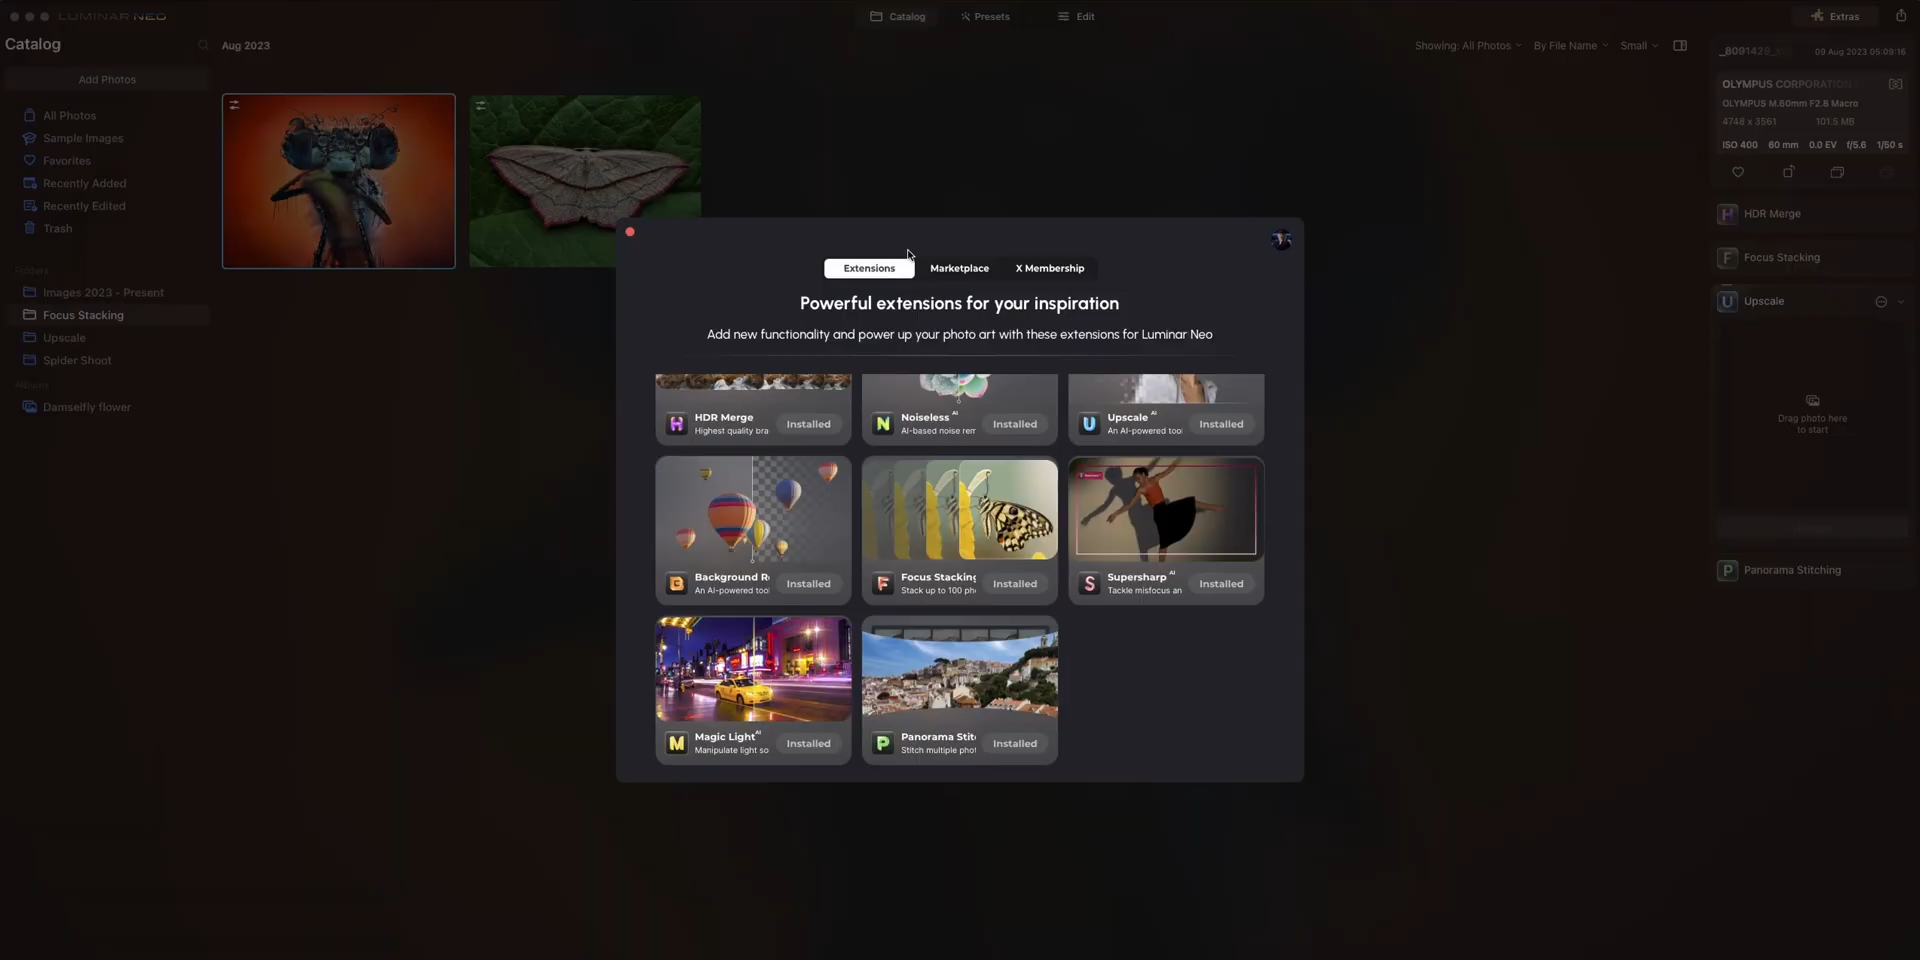 LUMINAR NEO
Catalog
Presets
Edit
Extras
Catalog
Aug 2023
Showing: All Photos
By File Name
Small
_8091429_
09 Aug 2023 05:09:16
Add Photos
OLYMPUS CORPORATION
OLYMPUS M.60mm F2.8 Macro
4748 x 3561
101.5 MB
ISO 400
60 mm
0.0 EV
f/5.6
1/50 s
All Photos
Sample Images
Favorites
Recently Added
Recently Edited
Trash
Folders
Images 2023 - Present
Focus Stacking
Upscale
Spider Shoot
Albums
Damselfly flower
Extensions
Marketplace
X Membership
Powerful extensions for your inspiration
Add new functionality and power up your photo art with these extensions for Luminar Neo
H
HDR Merge
Highest quality bra
Installed
N
Noiseless AI
AI-based noise rem
Installed
U
Upscale AI
An AI-powered tool
Installed
B
Background R
An AI-powered tool
Installed
F
Focus Stacking
Stack up to 100 pho
Installed
S
Supersharp AI
Tackle misfocus an
Installed
M
Magic Light AI
Manipulate light so
Installed
P
Panorama Stit
Stitch multiple phot
Installed
H
HDR Merge
F
Focus Stacking
U
Upscale
Drag photo here
to start
P
Panorama Stitching